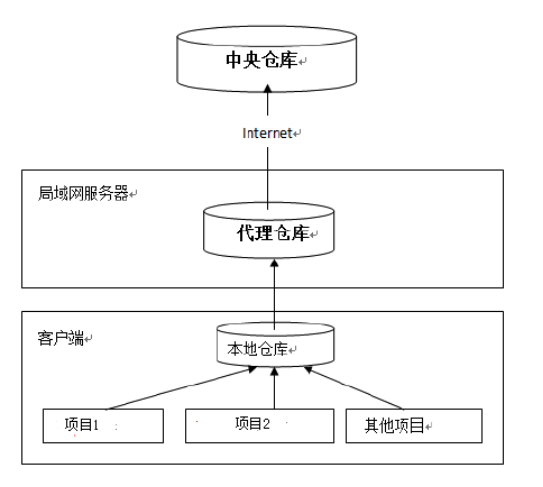 中央仓库
Internet
局域网服务器
代理仓库
客户端
本地仓库
项目1
项目2
其他项目